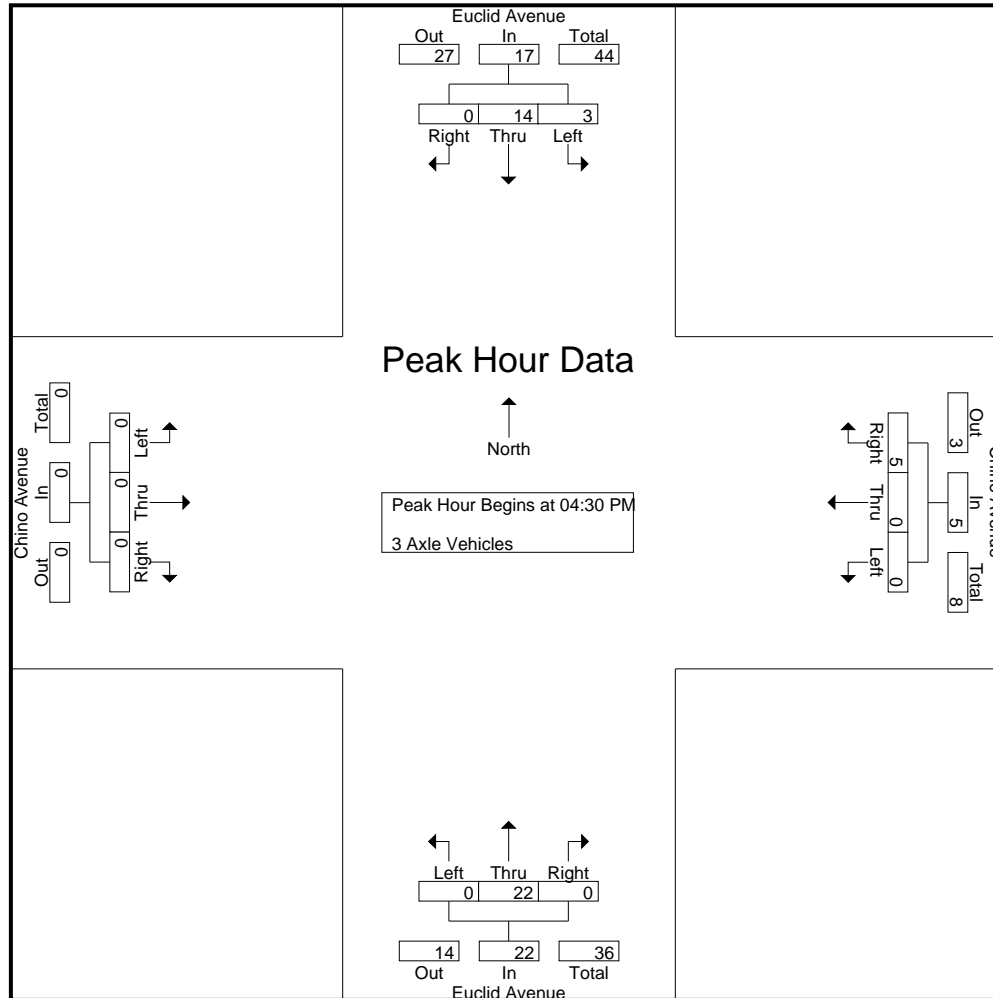 Euclid Avenue
Out In Total
27 17 44
0 14 3
Right Thru Left
Peak Hour Data
North
Peak Hour Begins at 04:30 PM
3 Axle Vehicles
Chino Avenue
Out In Total
0 0 0
0 0 0
Left Thru Right
Out In Total
3 5 8
5 0 0
Right Thru Left
Left Thru Right
0 22 0
14 22 36
Out In Total
Euclid Avenue